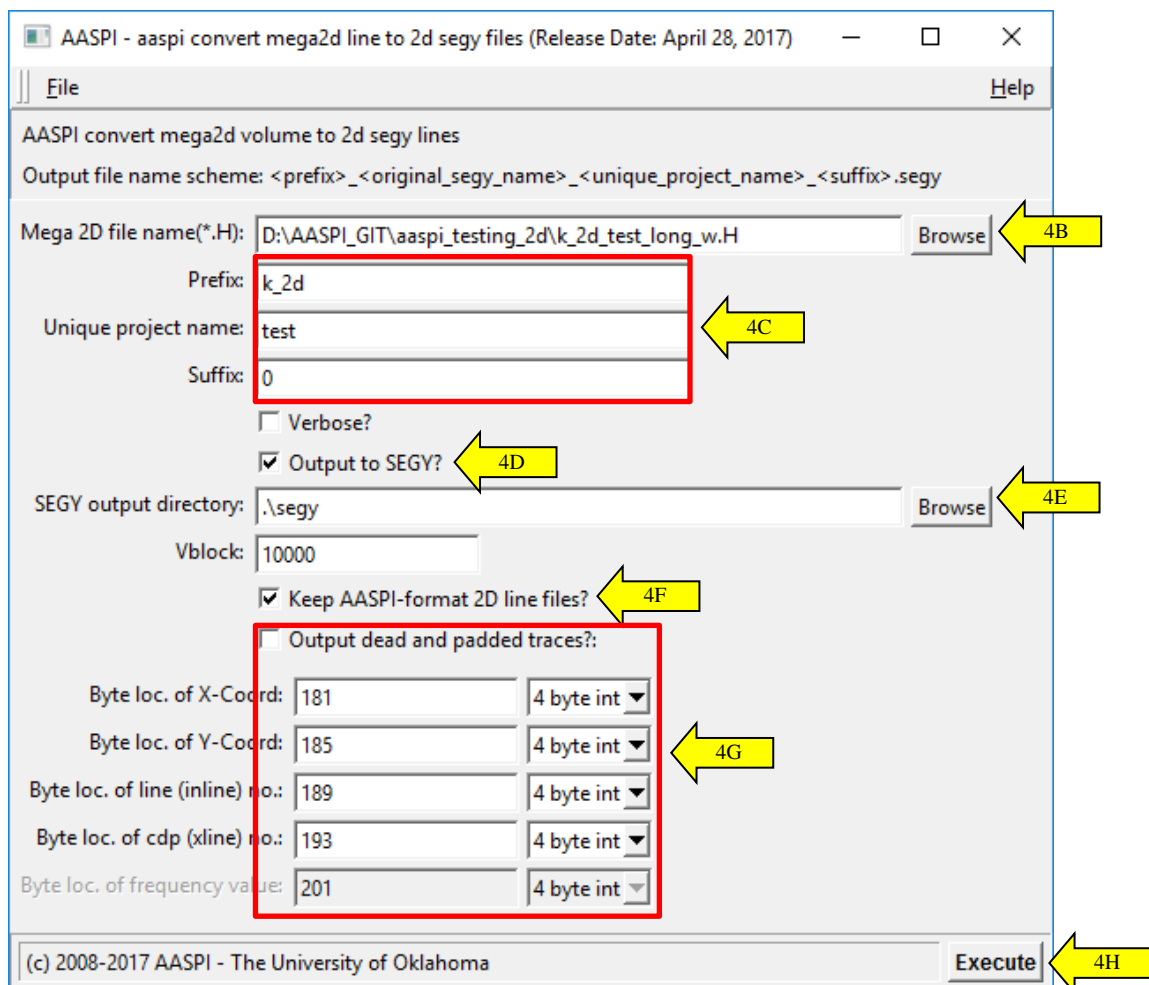 AASPI - aaspi convert mega2d line to 2d segy files (Release Date: April 28, 2017)
File Help
AASPI convert mega2d volume to 2d segy lines
Output file name scheme: <prefix>_<original_segy_name>_<unique_project_name>_<suffix>.segy
Mega 2D file name(*.H): D:\AASPI_GIT\aaspi_testing_2d\k_2d_test_long_w.H Browse 4B
Prefix: k_2d
Unique project name: test 4C
Suffix: 0
Verbose?
Output to SEGY? 4D
SEGY output directory: .\segy Browse 4E
Vblock: 10000
Keep AASPI-format 2D line files? 4F
Output dead and padded traces?:
Byte loc. of X-Coord: 181 4 byte int
Byte loc. of Y-Coord: 185 4 byte int 4G
Byte loc. of line (inline) no.: 189 4 byte int
Byte loc. of cdp (xline) no.: 193 4 byte int
Byte loc. of frequency value: 201 4 byte int
(c) 2008-2017 AASPI - The University of Oklahoma Execute 4H